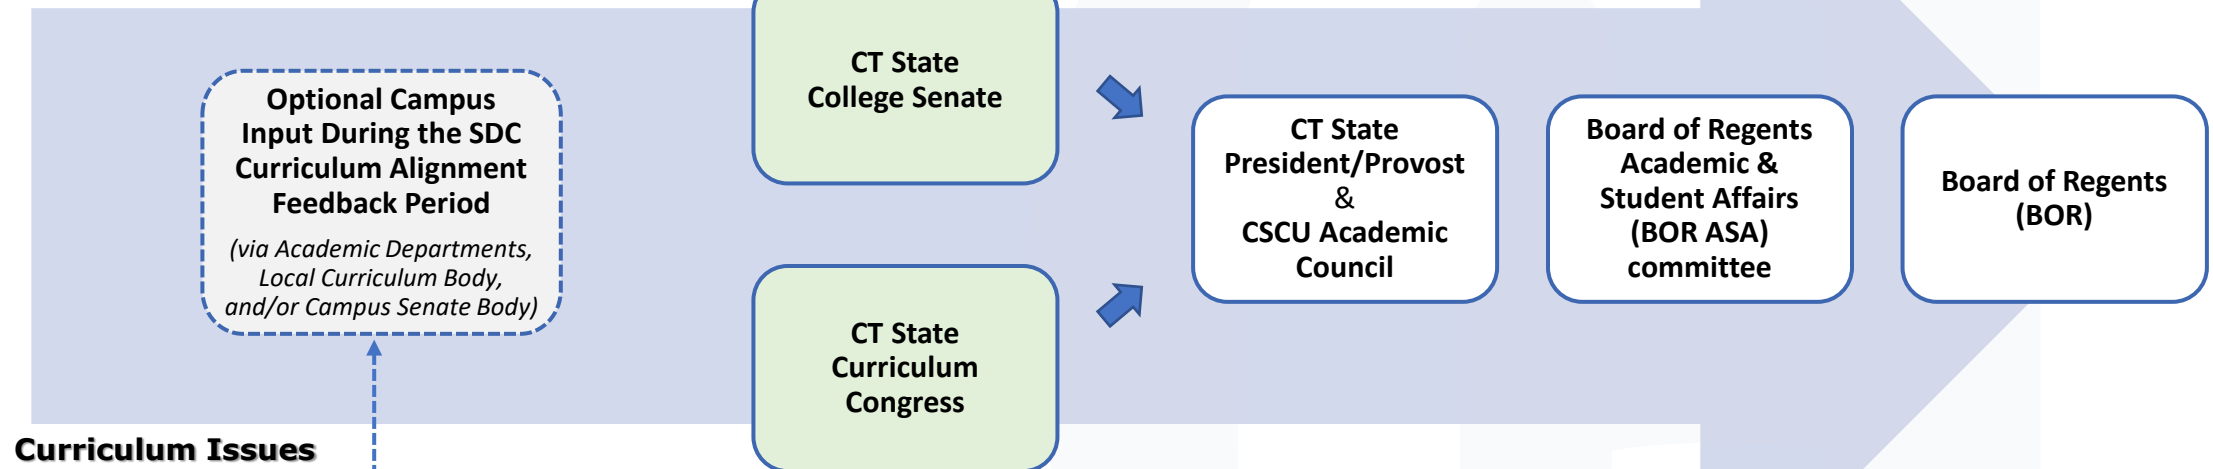 Optional Campus
Input During the SDC
Curriculum Alignment
Feedback Period
(via Academic Departments,
Local Curriculum Body,
and/or Campus Senate Body)
CT State
College Senate
CT State
Curriculum
Congress
CT State
President/Provost
&
CSCU Academic
Council
Board of Regents
Academic &
Student Affairs
(BOR ASA)
committee
Board of Regents
(BOR)
Curriculum Issues